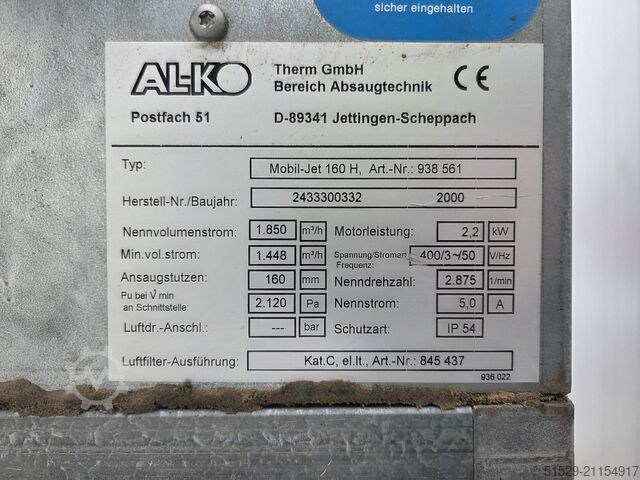 sicher eingehalten
AL-KO Therm GmbH
Bereich Absaugtechnik CE
Postfach 51 D-89341 Jettingen-Scheppach
Typ: Mobil-Jet 160 H, Art.-Nr.: 938 561
Herstell-Nr./Baujahr: 2433300332 2000
Nennvolumenstrom: 1.850 m³/h Motorleistung: 2,2 kW
Min.vol.strom: 1.448 m³/h Spannung/Stromart Frequenz: 400/3~/50 V/Hz
Ansaugstutzen: 160 mm Nenndrehzahl: 2.875 1/min
Pu bei V̇ min
an Schnittstelle: 2.120 Pa Nennstrom: 5,0 A
Luftdr.-Anschl.: --- bar Schutzart: IP 54
Luftfilter-Ausführung: Kat.C, el.lt., Art.-Nr.: 845 437
936 022
51529-21154917